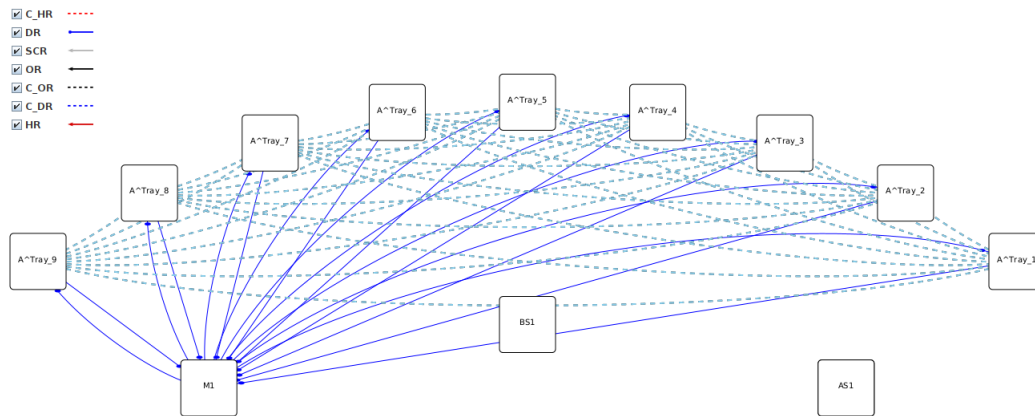 C_HR
DR
SCR
OR
C_OR
C_DR
HR
A^Tray_5
A^Tray_6
A^Tray_4
A^Tray_7
A^Tray_3
A^Tray_8
A^Tray_2
A^Tray_9
A^Tray_1
BS1
M1
AS1